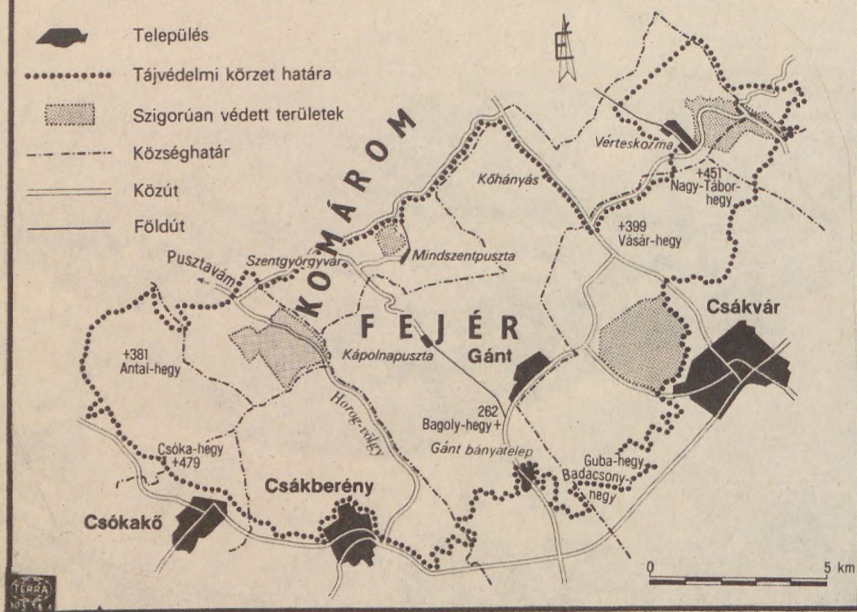 Település
Tájvédelmi körzet határa
Szigorúan védett területek
Községhatár
Közút
Földút
É
KOMÁROM
FEJÉR
Vérteskozma
+451
Nagy-Tábor-
hegy
Kőhányás
+399
Vásár-hegy
Mindszentpuszta
Szentgyörgyvár
Pusztavám
Csákvár
Gánt
Kápolnapuszta
+381
Antal-hegy
262
Bagoly-hegy +
Horog-völgy
Gánt bányatelep
Guba-hegy
Badacsony-
hegy
Csóka-hegy
+479
Csákberény
Csókakő
0 5 km
TERRA